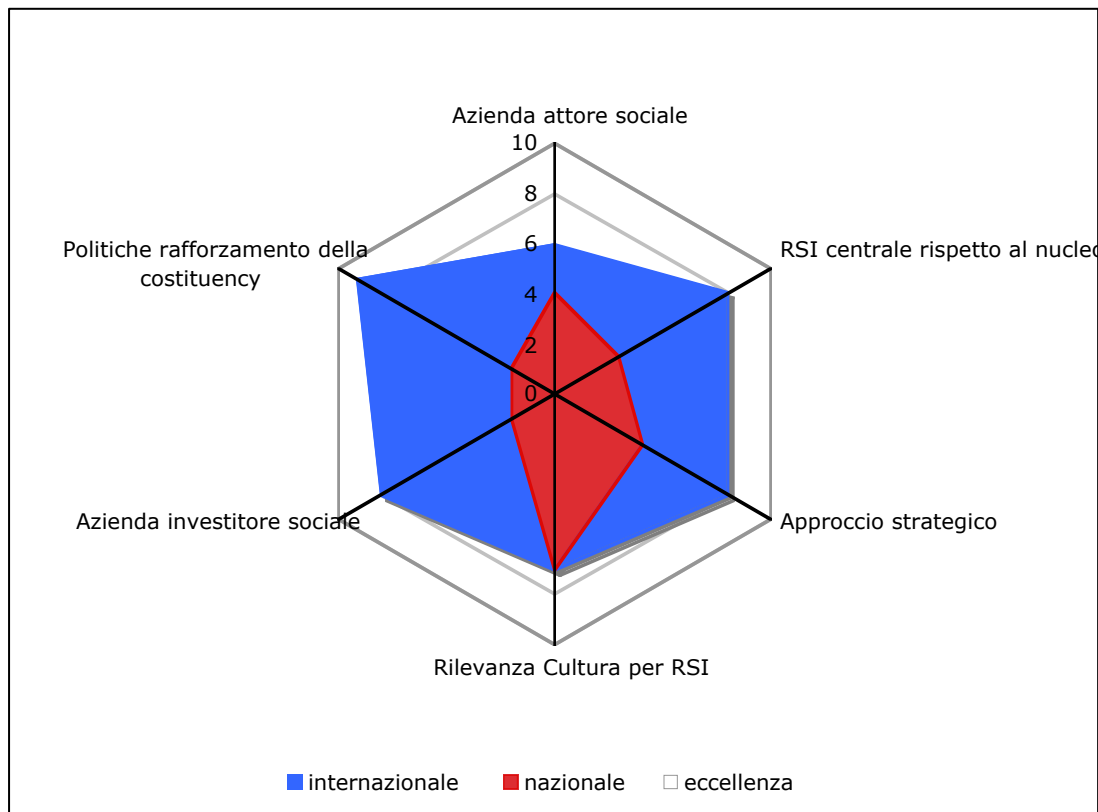 Azienda attore sociale
10
8
6
4
2
0
Politiche rafforzamento della
costituency
RSI centrale rispetto al nucleo
Azienda investitore sociale
Approccio strategico
Rilevanza Cultura per RSI
internazionale
nazionale
eccellenza